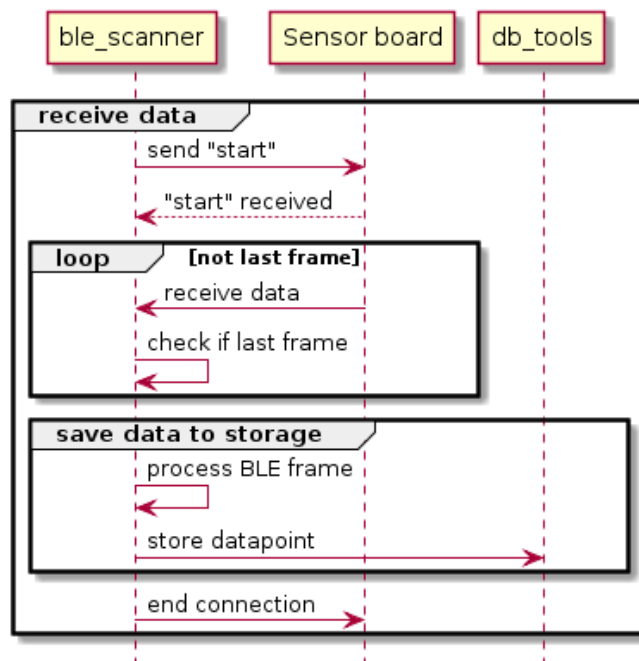 ble_scanner Sensor board db_tools
receive data
send "start"
"start" received
loop [not last frame]
receive data
check if last frame
save data to storage
process BLE frame
store datapoint
end connection